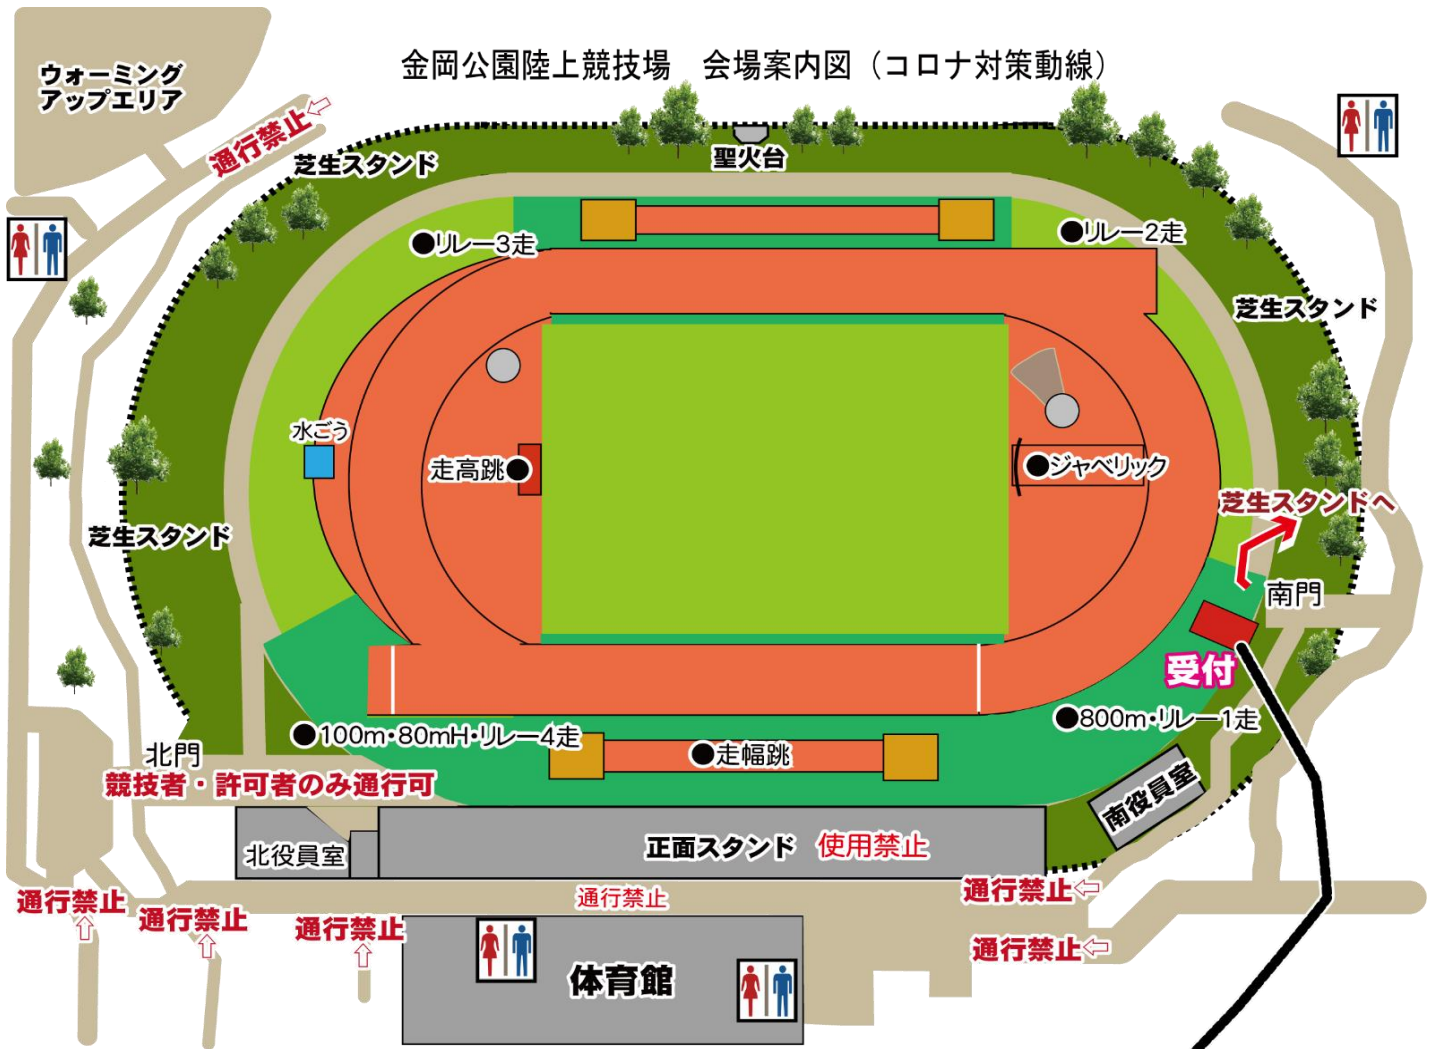 金岡公園陸上競技場 会場案内図（コロナ対策動線）
ウォーミング
アップエリア
通行禁止
芝生スタンド
聖火台
リレー3走
リレー2走
芝生スタンド
水ごう
走高跳
ジャベリック
芝生スタンドへ
芝生スタンド
南門
受付
100m・80mH・リレー4走
800m・リレー1走
北門
競技者・許可者のみ通行可
走幅跳
南役員室
北役員室
正面スタンド 使用禁止
通行禁止
通行禁止
通行禁止
通行禁止
通行禁止
通行禁止
体育館